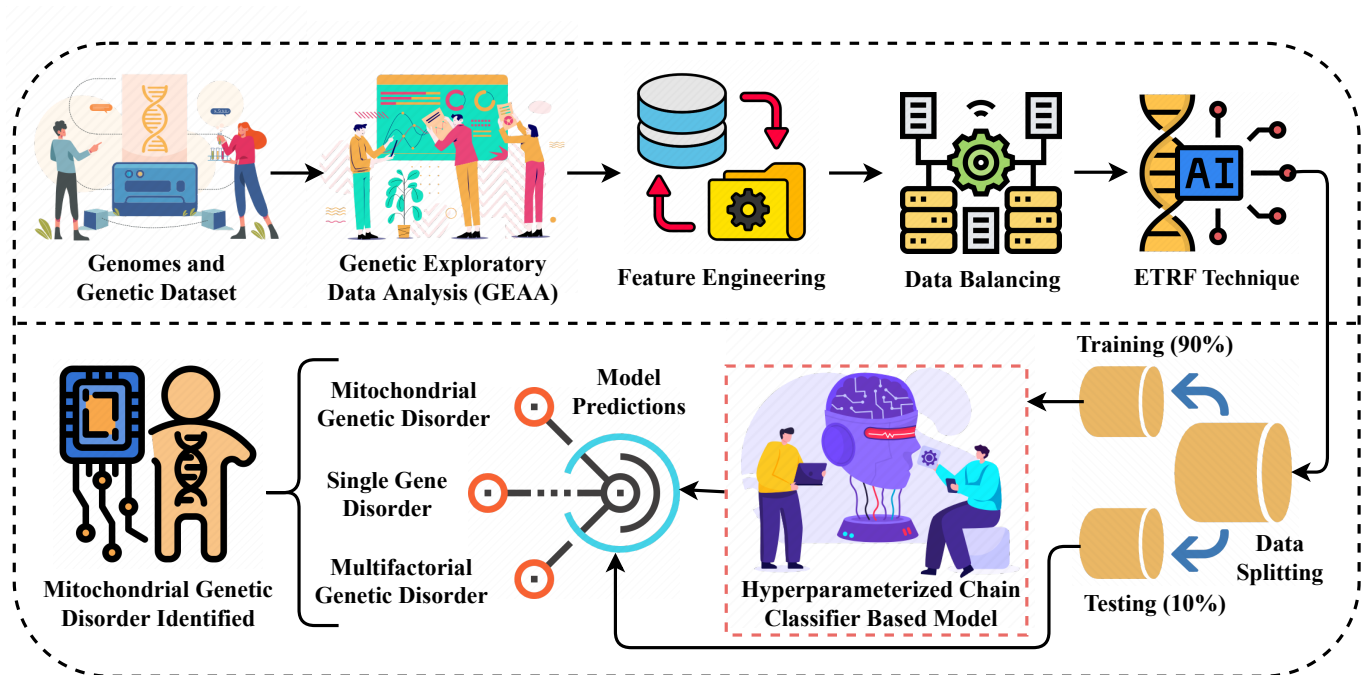 Genomes and
Genetic Dataset
Genetic Exploratory
Data Analysis (GEAA)
Feature Engineering
Data Balancing
AI
ETRF Technique
Training (90%)
Mitochondrial
Genetic Disorder
Model
Predictions
Single Gene
Disorder
Multifactorial
Genetic Disorder
Mitochondrial Genetic
Disorder Identified
Hyperparameterized Chain
Classifier Based Model
Data
Splitting
Testing (10%)